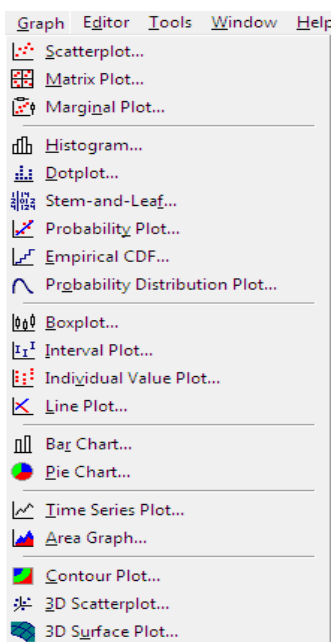 Graph Editor Tools Window Help
Scatterplot...
Matrix Plot...
Marginal Plot...
Histogram...
Dotplot...
Stem-and-Leaf...
Probability Plot...
Empirical CDF...
Probability Distribution Plot...
Boxplot...
Interval Plot...
Individual Value Plot...
Line Plot...
Bar Chart...
Pie Chart...
Time Series Plot...
Area Graph...
Contour Plot...
3D Scatterplot...
3D Surface Plot...